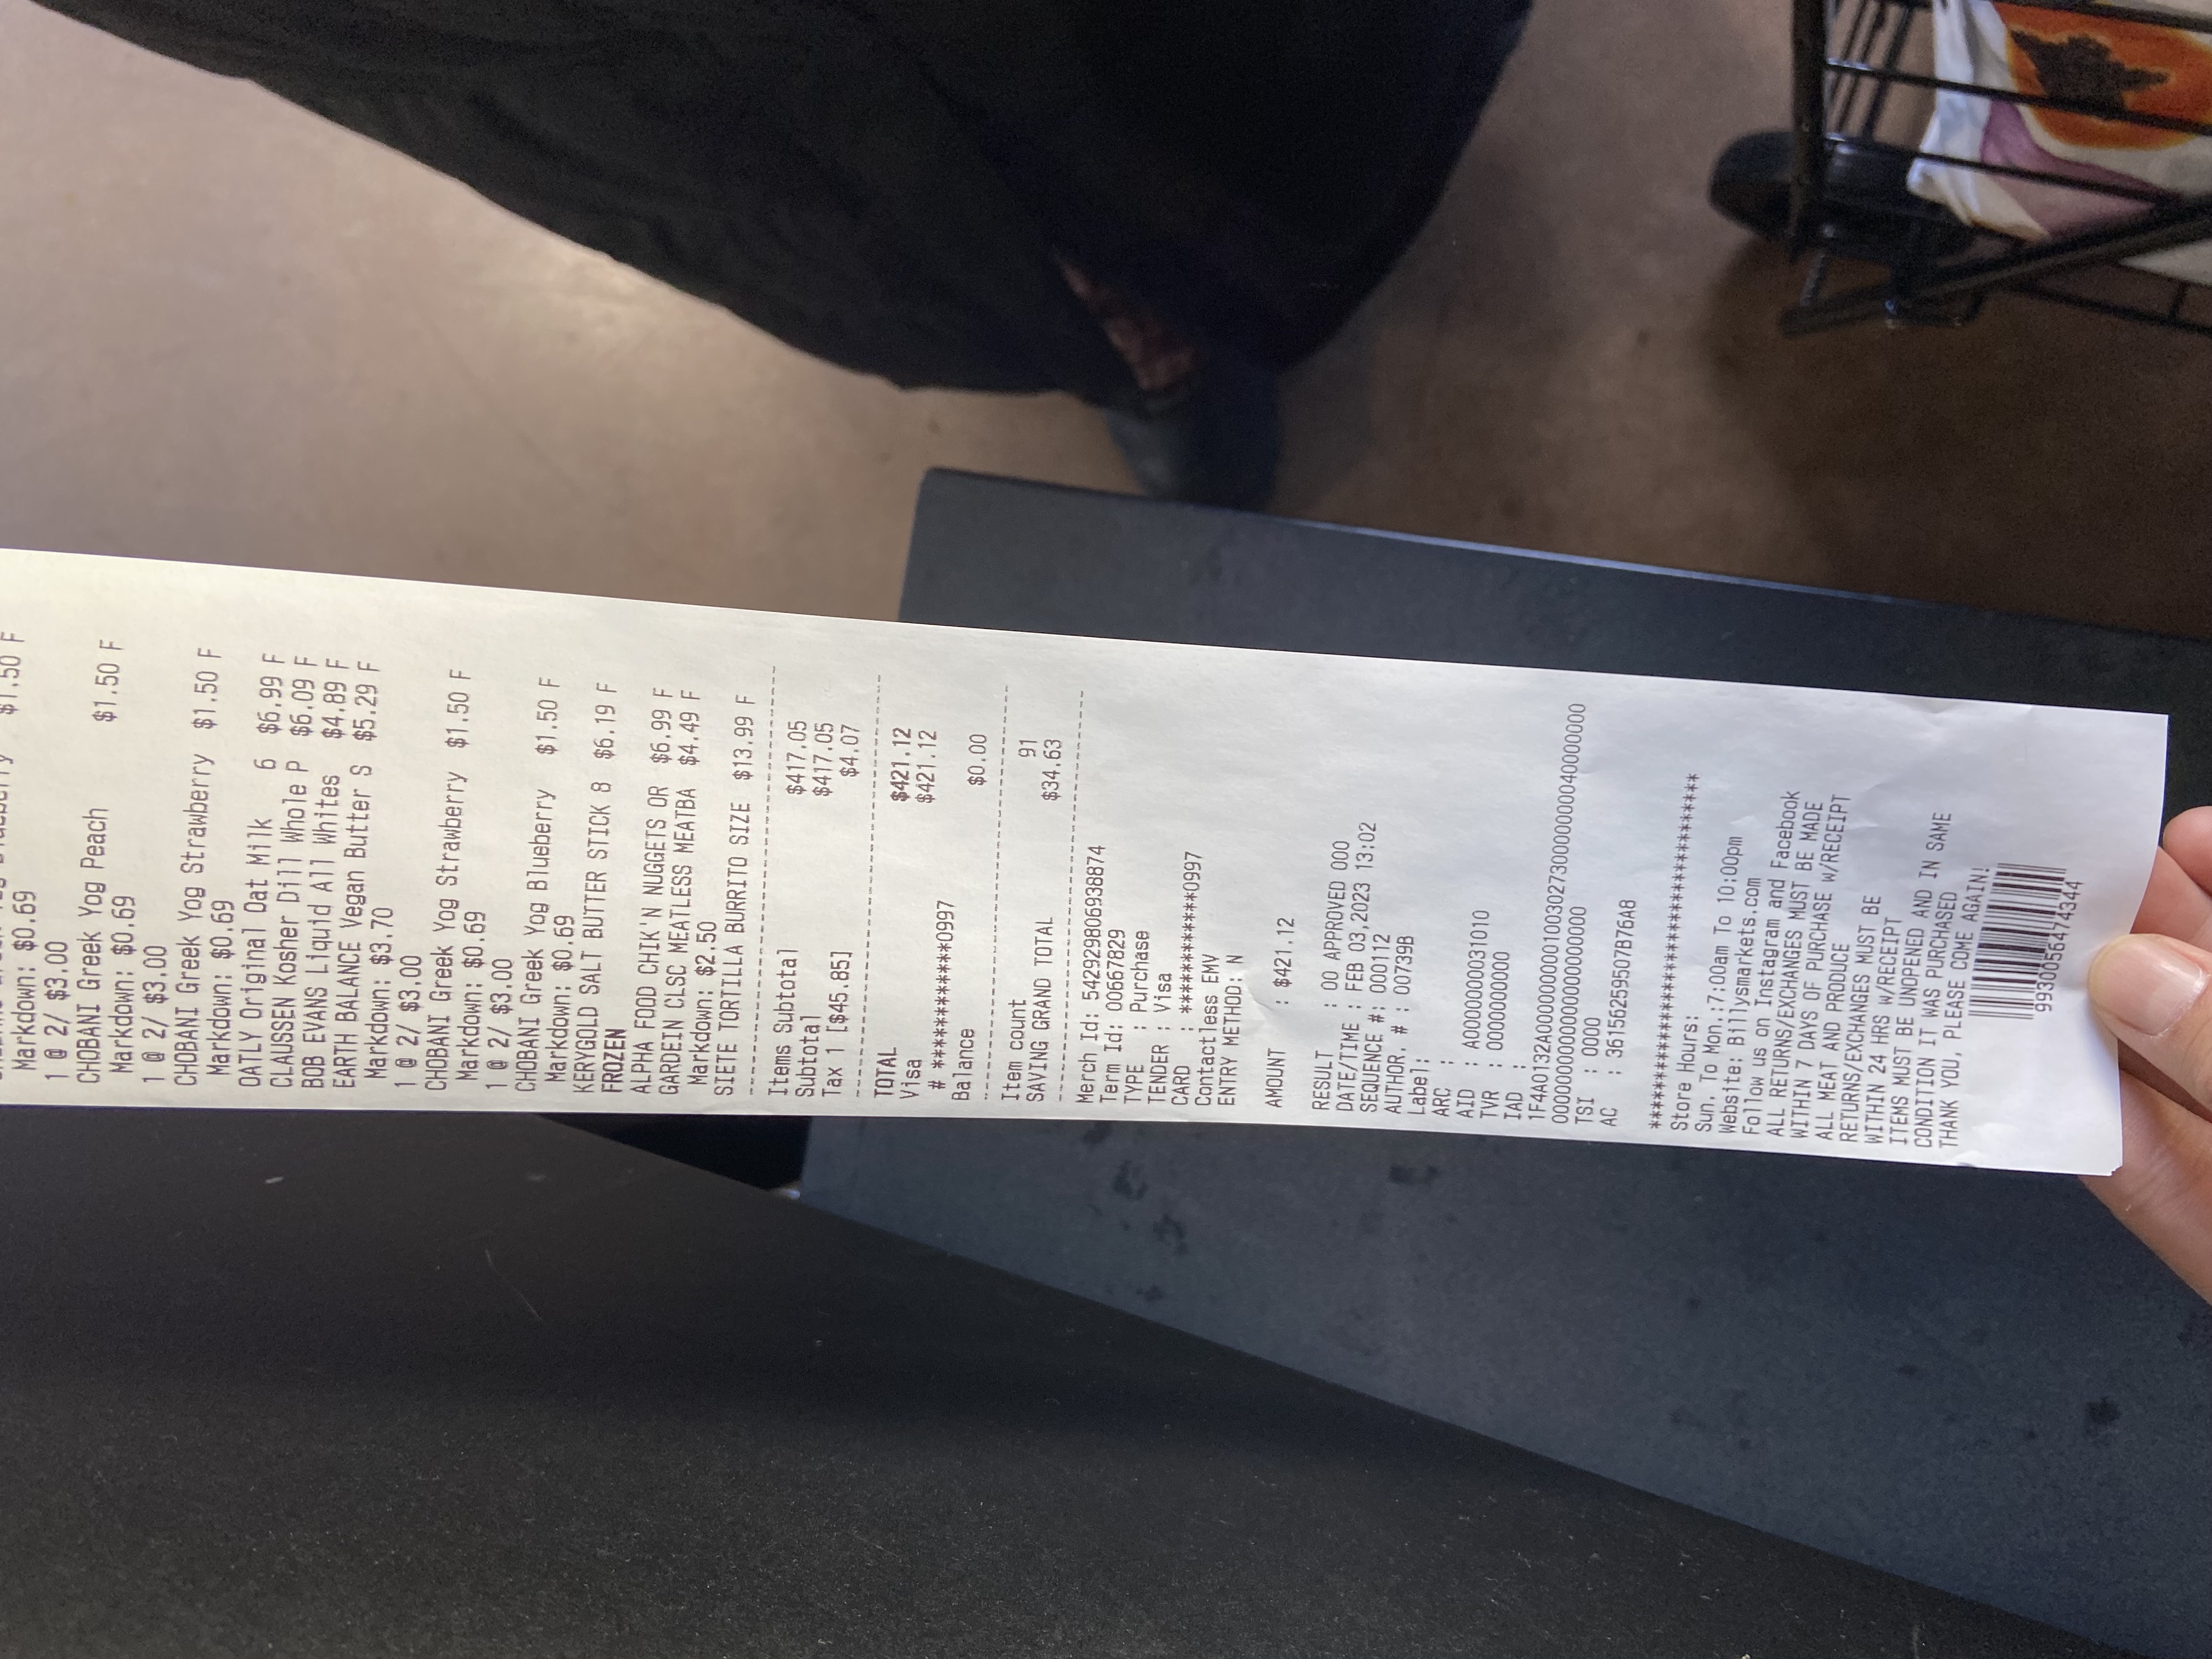 Greek Yog Blueberry $1.50 F
Markdown: $0.69
1 @ 2/ $3.00
CHOBANI Greek Yog Peach $1.50 F
Markdown: $0.69
1 @ 2/ $3.00
CHOBANI Greek Yog Strawberry $1.50 F
Markdown: $0.69
OATLY Original Oat Milk 6 $6.99 F
CLAUSSEN Kosher Dill Whole P $6.09 F
BOB EVANS Liquid All Whites $4.89 F
EARTH BALANCE Vegan Butter S $5.29 F
Markdown: $3.70
1 @ 2/ $3.00
CHOBANI Greek Yog Strawberry $1.50 F
Markdown: $0.69
1 @ 2/ $3.00
CHOBANI Greek Yog Blueberry $1.50 F
Markdown: $0.69
KERYGOLD SALT BUTTER STICK 8 $6.19 F
FROZEN
ALPHA FOOD CHIK'N NUGGETS OR $6.99 F
GARDEIN CLSC MEATLESS MEATBA $4.49 F
Markdown: $2.50
SIETE TORTILLA BURRITO SIZE $13.99 F
Items Subtotal $417.05
Subtotal $417.05
Tax 1 [$45.85] $4.07
TOTAL $421.12
Visa $421.12
# ************0997
Balance $0.00
Item count 91
SAVING GRAND TOTAL $34.63
Merch Id: 542929806938874
Term Id: 00667829
TYPE : Purchase
TENDER : Visa
CARD : ************0997
Contactless EMV
ENTRY METHOD: N
AMOUNT : $421.12
RESULT : 00 APPROVED 000
DATE/TIME : FEB 03,2023 13:02
SEQUENCE #: 000112
AUTHOR. # : 00739B
Label:
ARC :
AID : A0000000031010
TVR : 0000000000
IAD :
1F4A0132A000000000100302730000000040000000
0000000000000000000000
TSI : 0000
AC : 36156259507B76A8
************************************
Store Hours:
Sun. To Mon.:7:00am To 10:00pm
Website: Billysmarkets.com
Follow us on Instagram and Facebook
ALL RETURNS/EXCHANGES MUST BE MADE
WITHIN 7 DAYS OF PURCHASE w/RECEIPT
ALL MEAT AND PRODUCE
RETURNS/EXCHANGES MUST BE
WITHIN 24 HRS w/RECEIPT
ITEMS MUST BE UNOPENED AND IN SAME
CONDITION IT WAS PURCHASED
THANK YOU, PLEASE COME AGAIN!
9930056474344